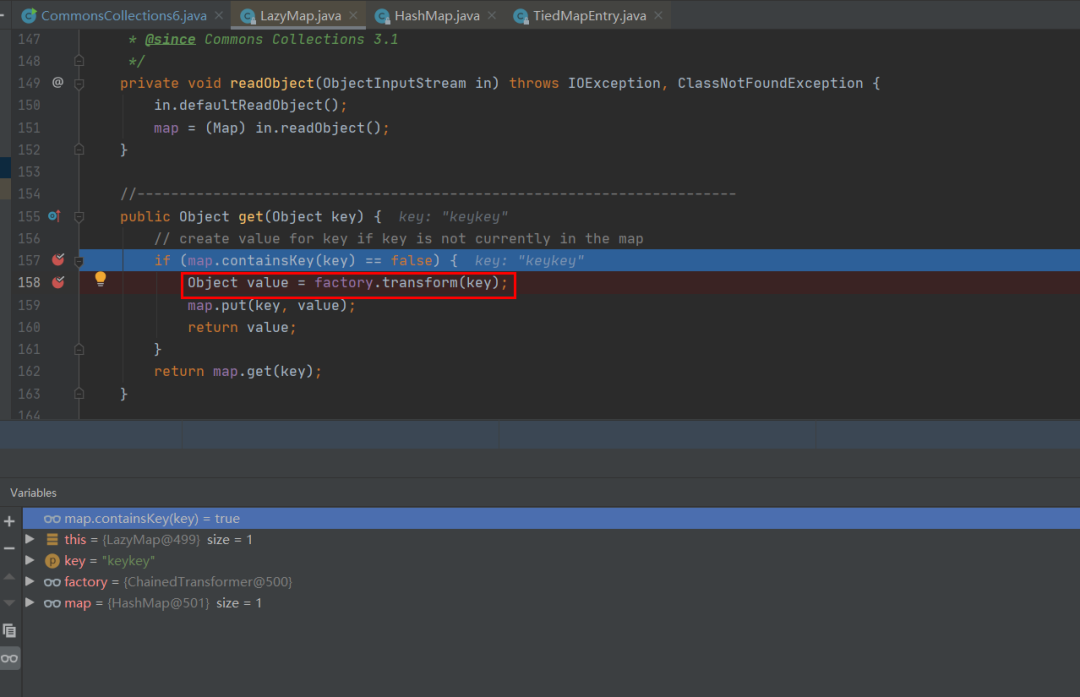 CommonsCollections6.java LazyMap.java HashMap.java TiedMapEntry.java
147 * @since Commons Collections 3.1
148 */
149 @ private void readObject(ObjectInputStream in) throws IOException, ClassNotFoundException {
150 in.defaultReadObject();
151 map = (Map) in.readObject();
152 }
153
154 //-----------------------------------------------------------------------
155 public Object get(Object key) { key: "keykey"
156 // create value for key if key is not currently in the map
157 if (map.containsKey(key) == false) { key: "keykey"
158 Object value = factory.transform(key);
159 map.put(key, value);
160 return value;
161 }
162 return map.get(key);
163 }
164
Variables
map.containsKey(key) = true
this = {LazyMap@499} size = 1
p key = "keykey"
factory = {ChainedTransformer@500}
map = {HashMap@501} size = 1